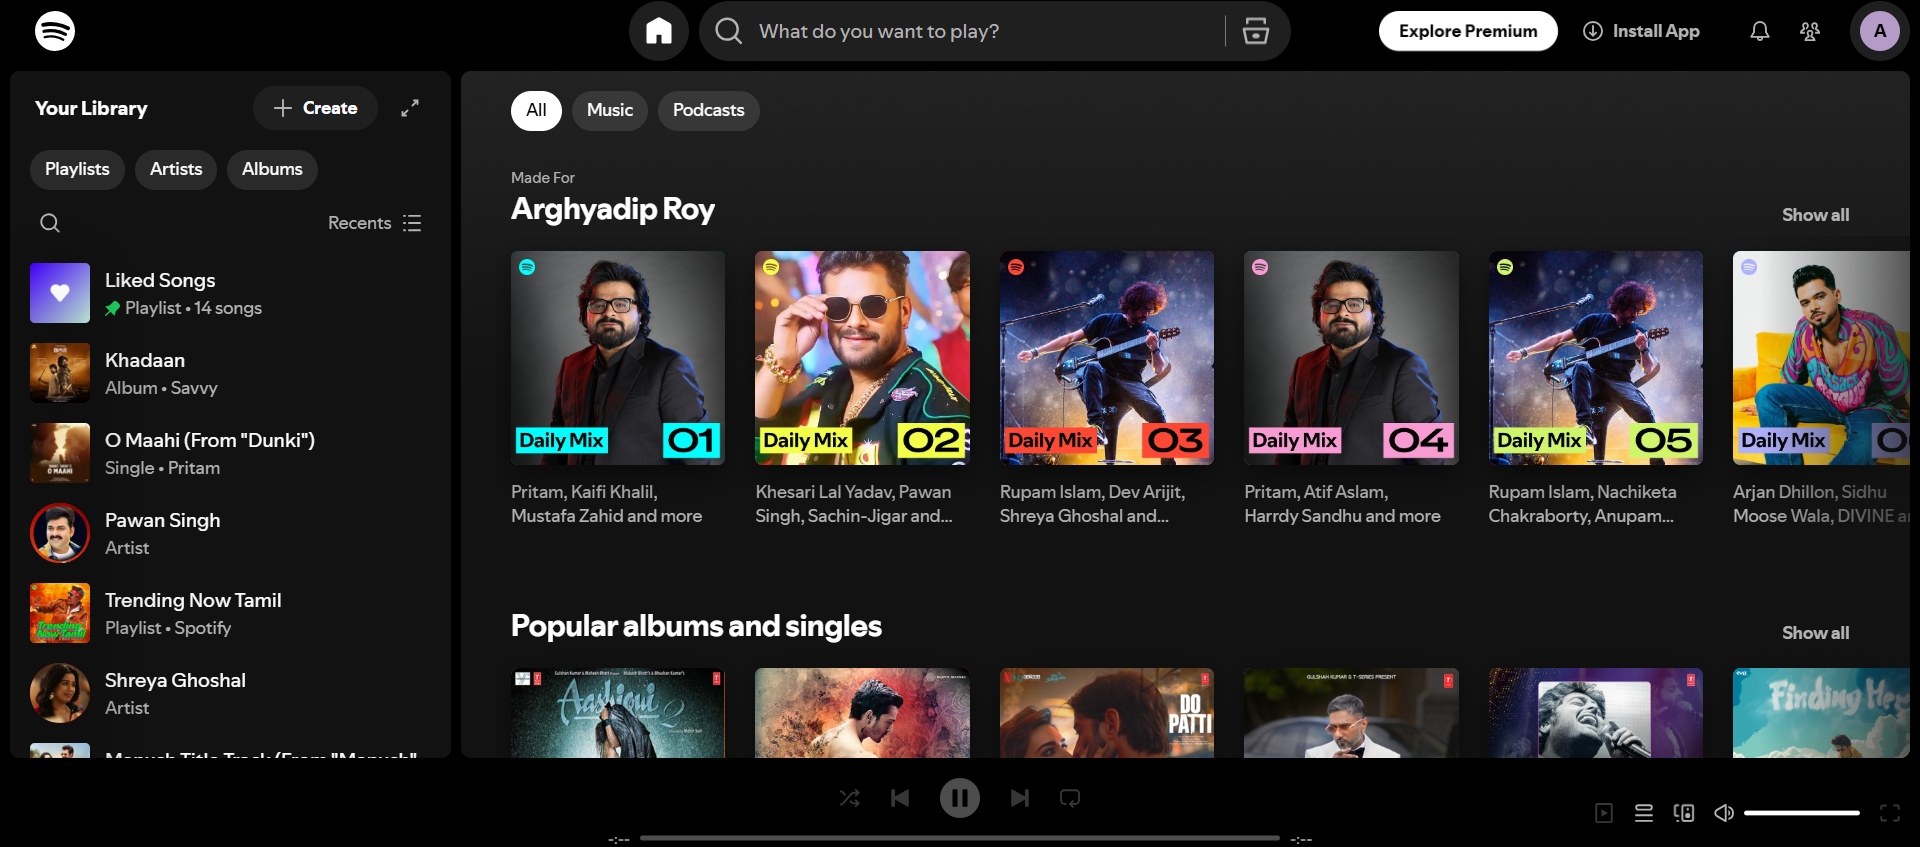 What do you want to play?
Explore Premium
Install App
A
Your Library
Create
Playlists
Artists
Albums
Recents
Liked Songs
Playlist • 14 songs
Khadaan
Album • Savvy
O Maahi (From "Dunki")
Single • Pritam
Pawan Singh
Artist
Trending Now Tamil
Playlist • Spotify
Shreya Ghoshal
Artist
All
Music
Podcasts
Made For
Arghyadip Roy
Show all
Daily Mix 01
Daily Mix 02
Daily Mix 03
Daily Mix 04
Daily Mix 05
Daily Mix
Pritam, Kaifi Khalil,
Mustafa Zahid and more
Khesari Lal Yadav, Pawan
Singh, Sachin-Jigar and...
Rupam Islam, Dev Arijit,
Shreya Ghoshal and...
Pritam, Atif Aslam,
Harrdy Sandhu and more
Rupam Islam, Nachiketa
Chakraborty, Anupam...
Arjan Dhillon, Sidhu
Moose Wala, DIVINE a
Popular albums and singles
Show all
Aashiqui 2
DO
PATTI
GULSHAN KUMAR & T-SERIES PRESENT
Finding Her
-:--
-:--